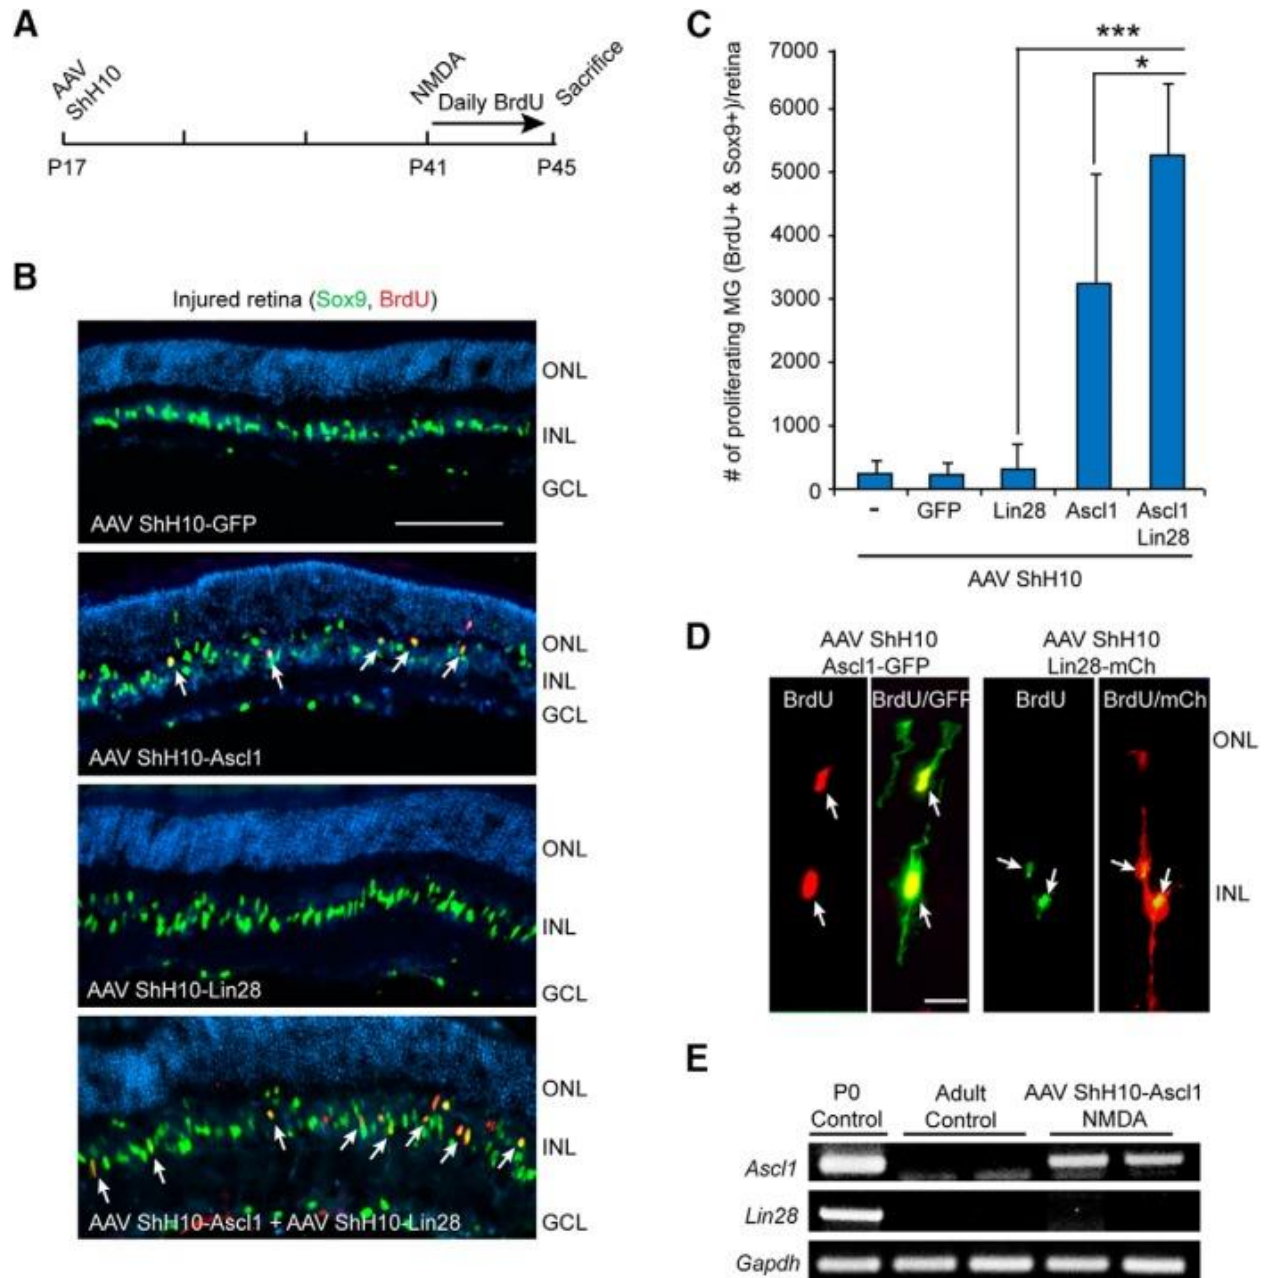 A
AAV
ShH10
NMDA
Daily BrdU
Sacrifice
P17
P41
P45
B
Injured retina (Sox9, BrdU)
ONL
INL
GCL
AAV ShH10-GFP
ONL
INL
GCL
AAV ShH10-Ascl1
ONL
INL
GCL
AAV ShH10-Lin28
ONL
INL
GCL
AAV ShH10-Ascl1 + AAV ShH10-Lin28
C
# of proliferating MG (BrdU+ & Sox9+)/retina
7000
6000
5000
4000
3000
2000
1000
0
***
*
- GFP Lin28 Ascl1 Ascl1
Lin28
AAV ShH10
D
AAV ShH10
Ascl1-GFP
AAV ShH10
Lin28-mCh
BrdU
BrdU/GFP
BrdU
BrdU/mCh
ONL
INL
E
P0
Control
Adult
Control
AAV ShH10-Ascl1
NMDA
Ascl1
Lin28
Gapdh